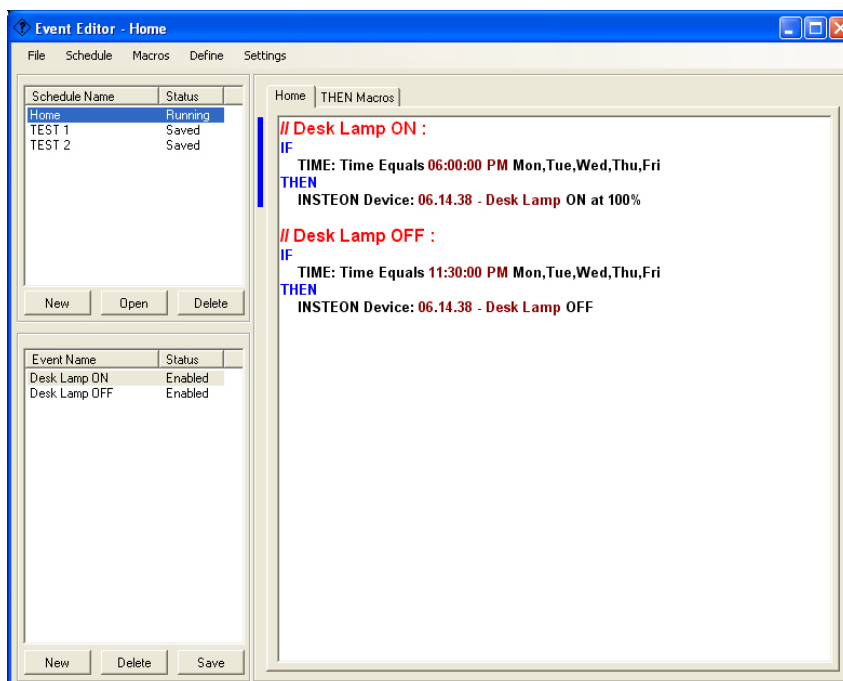 Event Editor - Home
File Schedule Macros Define Settings
Schedule Name Status
Home Running
TEST 1 Saved
TEST 2 Saved
New Open Delete
Event Name Status
Desk Lamp ON Enabled
Desk Lamp OFF Enabled
New Delete Save
Home THEN Macros
// Desk Lamp ON :
IF
TIME: Time Equals 06:00:00 PM Mon,Tue,Wed,Thu,Fri
THEN
INSTEON Device: 06.14.38 - Desk Lamp ON at 100%
// Desk Lamp OFF :
IF
TIME: Time Equals 11:30:00 PM Mon,Tue,Wed,Thu,Fri
THEN
INSTEON Device: 06.14.38 - Desk Lamp OFF